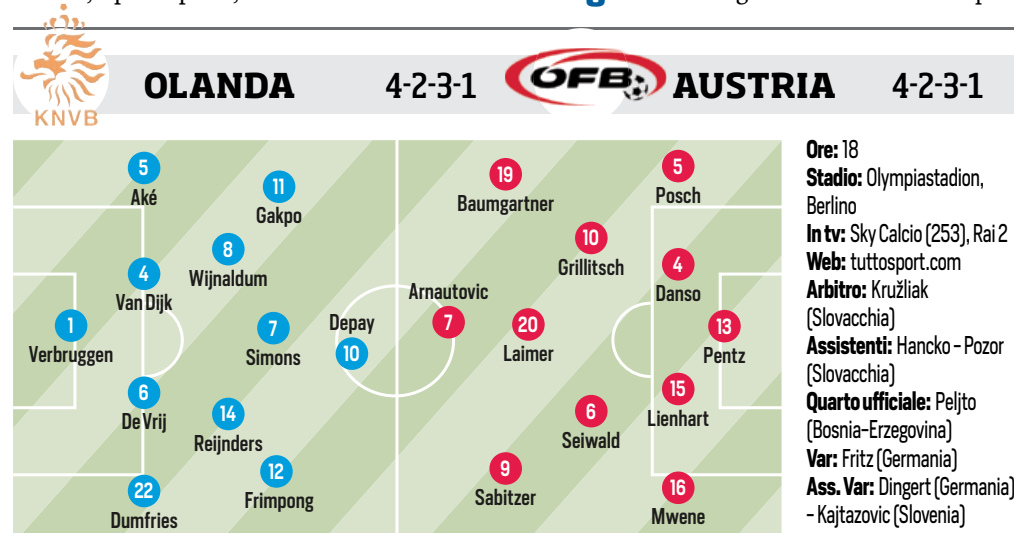 KNVB
OLANDA 4-2-3-1
ÖFB
AUSTRIA 4-2-3-1
5
Aké
11
Gakpo
8
Wijnaldum
4
Van Dijk
1
Verbruggen
7
Simons
Depay
10
6
De Vrij
14
Reijnders
12
Frimpong
22
Dumfries
19
Baumgartner
5
Posch
10
Grillitsch
4
Danso
Arnautovic
7
20
Laimer
13
Pentz
15
Lienhart
6
Seiwald
9
Sabitzer
16
Mwene
Ore: 18
Stadio: Olympiastadion,
Berlino
In tv: Sky Calcio (253), Rai 2
Web: tuttosport.com
Arbitro: Kružliak
(Slovacchia)
Assistenti: Hancko - Pozor
(Slovacchia)
Quarto ufficiale: Peljto
(Bosnia-Erzegovina)
Var: Fritz (Germania)
Ass. Var: Dingert (Germania)
- Kajtazovic (Slovenia)